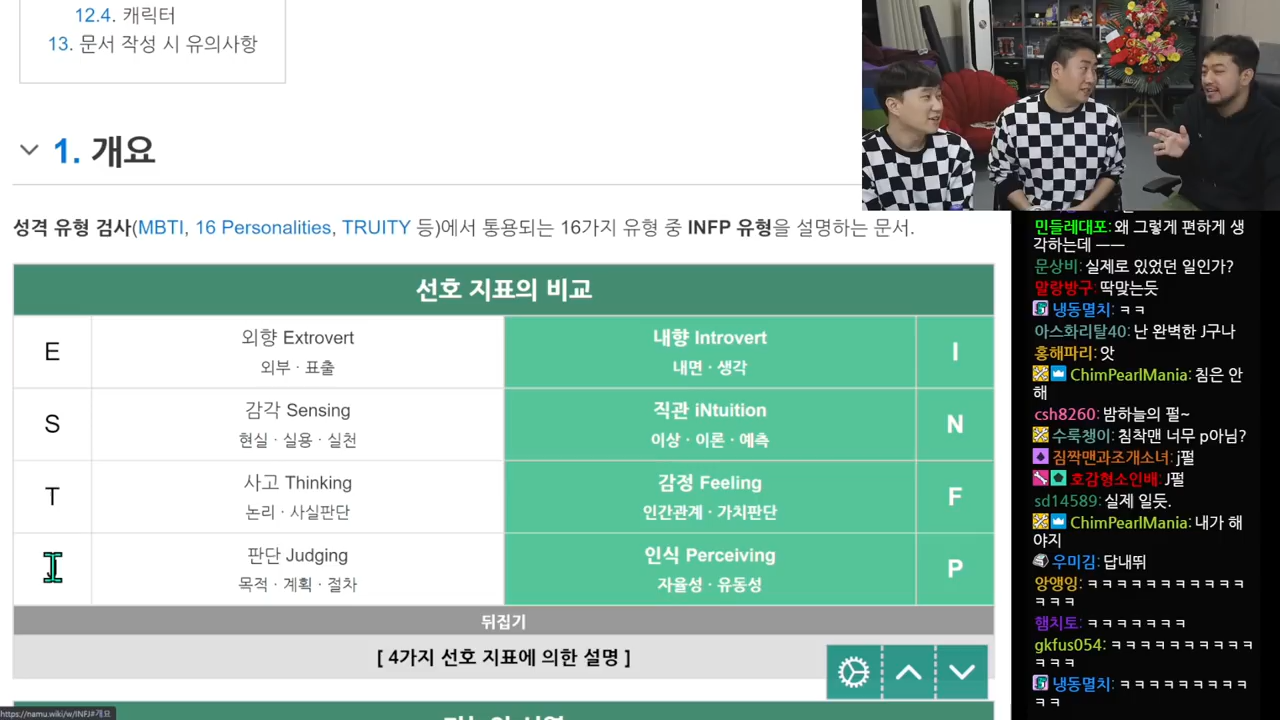 12.4. 캐릭터
13. 문서 작성 시 유의사항
1. 개요
성격 유형 검사(MBTI, 16 Personalities, TRUITY 등)에서 통용되는 16가지 유형 중 INFP 유형을 설명하는 문서.
선호 지표의 비교
E
외향 Extrovert
외부 · 표출
내향 Introvert
내면 · 생각
I
S
감각 Sensing
현실 · 실용 · 실천
직관 iNtuition
이상 · 이론 · 예측
N
T
사고 Thinking
논리 · 사실판단
감정 Feeling
인간관계 · 가치판단
F
판단 Judging
목적 · 계획 · 절차
인식 Perceiving
자율성 · 유동성
P
뒤집기
[ 4가지 선호 지표에 의한 설명 ]
https://namu.wiki/w/INFJ#개요
민들레대포: 왜 그렇게 편하게 생
각하는데 ㅡㅡ
문상비: 실제로 있었던 일인가?
말랑방구: 딱맞는듯
냉동멸치: ㅋㅋ
아스화리탈40: 난 완벽한 J구나
홍해파리: 앗
ChimPearlMania: 침은 안
해
csh8260: 밤하늘의 펄~
수룩챙이: 침착맨 너무 p아님?
짐짝맨과조개소녀: j펄
호감형소인배: J펄
sd14589: 실제 일듯.
ChimPearlMania: 내가 해
야지
우미김: 답내뛰
앙앵잉: ㅋㅋㅋㅋㅋㅋㅋㅋㅋㅋㅋ
ㅋㅋㅋ
햄치토: ㅋㅋㅋㅋㅋㅋㅋ
gkfus054: ㅋㅋㅋㅋㅋㅋㅋㅋㅋㅋ
ㅋㅋㅋ
냉동멸치: ㅋㅋㅋㅋㅋㅋㅋㅋㅋ
ㅋㅋ